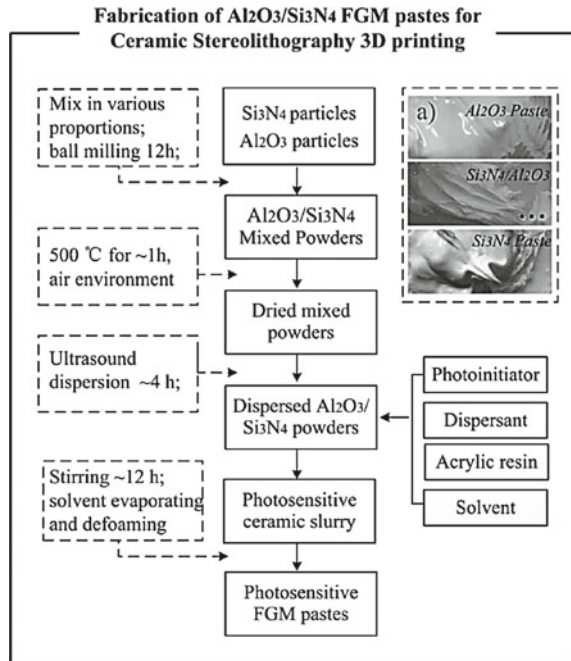 Fabrication of Al2O3/Si3N4 FGM pastes for
Ceramic Stereolithography 3D printing
Mix in various
proportions;
ball milling 12h;
Si3N4 particles
Al2O3 particles
a)
Al2O3 Paste
Si3N4/Al2O3
Si3N4 Paste
Al2O3/Si3N4
Mixed Powders
500 ℃ for ~1h,
air environment
Dried mixed
powders
Ultrasound
dispersion ~4 h;
Dispersed Al2O3/
Si3N4 powders
Photoinitiator
Dispersant
Acrylic resin
Solvent
Stirring ~12 h;
solvent evaporating
and defoaming
Photosensitive
ceramic slurry
Photosensitive
FGM pastes